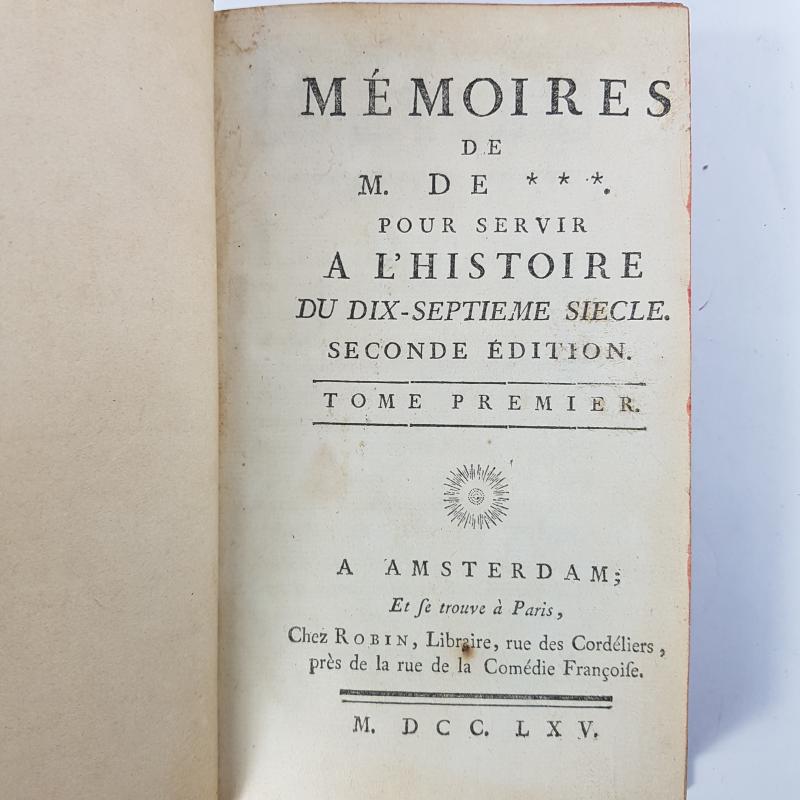 MÉMOIRES
DE
M. DE ***.
POUR SERVIR
A L'HISTOIRE
DU DIX-SEPTIEME SIECLE.
SECONDE ÉDITION.
TOME PREMIER.
A AMSTERDAM;
Et ſe trouve à Paris,
Chez ROBIN, Libraire, rue des Cordéliers,
près de la rue de la Comédie Françoiſe.
M. DCC. LXV.